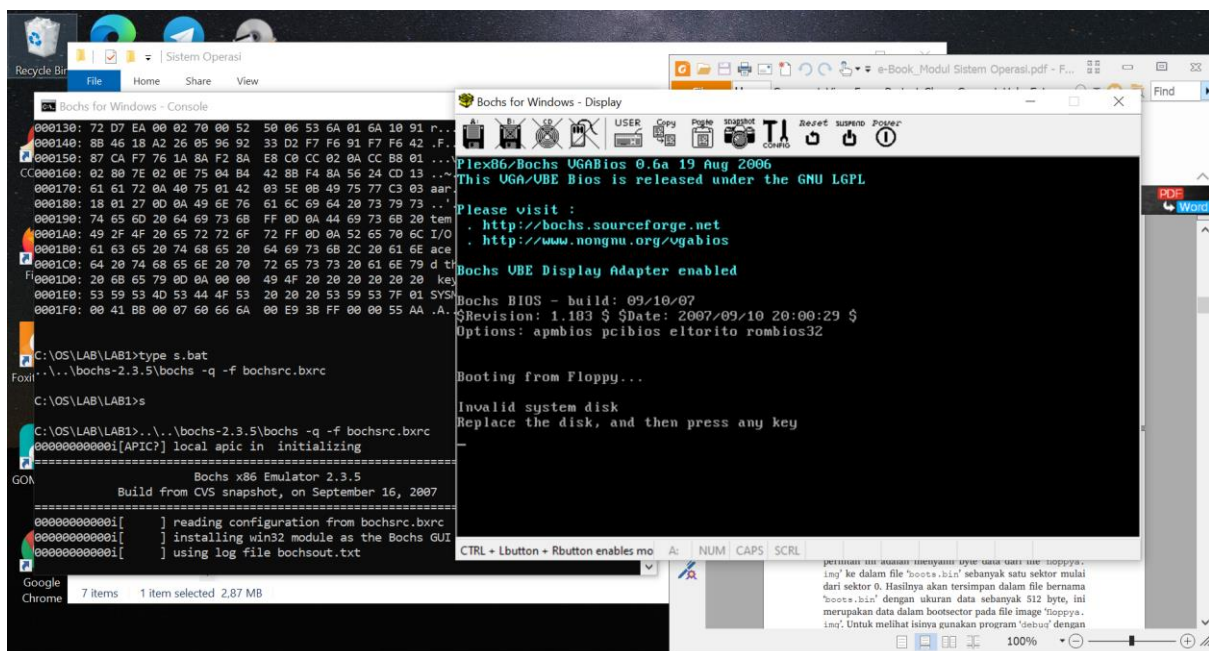 Recycle Bin
Sistem Operasi
File Home Share View
Bochs for Windows - Console
000130: 72 D7 EA 00 02 70 00 52 50 06 53 6A 01 6A 10 91 r...
000140: 8B 46 18 A2 26 05 96 92 33 D2 F7 F6 91 F7 F6 42 .F.
000150: 87 CA F7 76 1A 8A F2 8A E8 C0 CC 02 0A CC B8 01 ...
000160: 02 80 7E 02 0E 75 04 B4 42 8B F4 8A 56 24 CD 13 ..~
000170: 61 61 72 0A 40 75 01 42 03 5E 0B 49 75 77 C3 03 aar.
000180: 18 01 27 0D 0A 49 6E 76 61 6C 69 64 20 73 79 73 ..'
000190: 74 65 6D 20 64 69 73 6B FF 0D 0A 44 69 73 6B 20 tem
0001A0: 49 2F 4F 20 65 72 72 6F 72 FF 0D 0A 52 65 70 6C I/O
0001B0: 61 63 65 20 74 68 65 20 64 69 73 6B 2C 20 61 6E ace
0001C0: 64 20 74 68 65 6E 20 70 72 65 73 73 20 61 6E 79 d th
0001D0: 20 6B 65 79 0D 0A 00 00 49 4F 20 20 20 20 20 20 key
0001E0: 53 59 53 4D 53 44 4F 53 20 20 20 53 59 53 7F 01 SYSM
0001F0: 00 41 BB 00 07 60 66 6A 00 E9 3B FF 00 00 55 AA .A.
C:\OS\LAB\LAB1>type s.bat
..\..\bochs-2.3.5\bochs -q -f bochsrc.bxrc
C:\OS\LAB\LAB1>s
C:\OS\LAB\LAB1>..\..\bochs-2.3.5\bochs -q -f bochsrc.bxrc
00000000000i[APIC?] local apic in initializing
========================================================
Bochs x86 Emulator 2.3.5
Build from CVS snapshot, on September 16, 2007
========================================================
00000000000i[ ] reading configuration from bochsrc.bxrc
00000000000i[ ] installing win32 module as the Bochs GUI
00000000000i[ ] using log file bochsout.txt
Google
Chrome
7 items 1 item selected 2,87 MB
Bochs for Windows - Display
A: B: CD USER Copy Paste snapshot CONFIG Reset SUSPEND Power
Plex86/Bochs VGABios 0.6a 19 Aug 2006
This VGA/VBE Bios is released under the GNU LGPL
Please visit :
. http://bochs.sourceforge.net
. http://www.nongnu.org/vgabios
Bochs VBE Display Adapter enabled
Bochs BIOS - build: 09/10/07
$Revision: 1.183 $ $Date: 2007/09/10 20:00:29 $
Options: apmbios pcibios eltorito rombios32
Booting from Floppy...
Invalid system disk
Replace the disk, and then press any key
CTRL + Lbutton + Rbutton enables mo A: NUM CAPS SCRL
e-Book_Modul Sistem Operasi.pdf - F...
Find
PDF
Word
img' ke dalam file 'boots.bin' sebanyak satu sektor mulai
dari sektor 0. Hasilnya akan tersimpan dalam file bernama
'boots.bin' dengan ukuran data sebanyak 512 byte, ini
merupakan data dalam bootsector pada file image 'floppya.
img'. Untuk melihat isinya gunakan program 'debug' dengan
100%